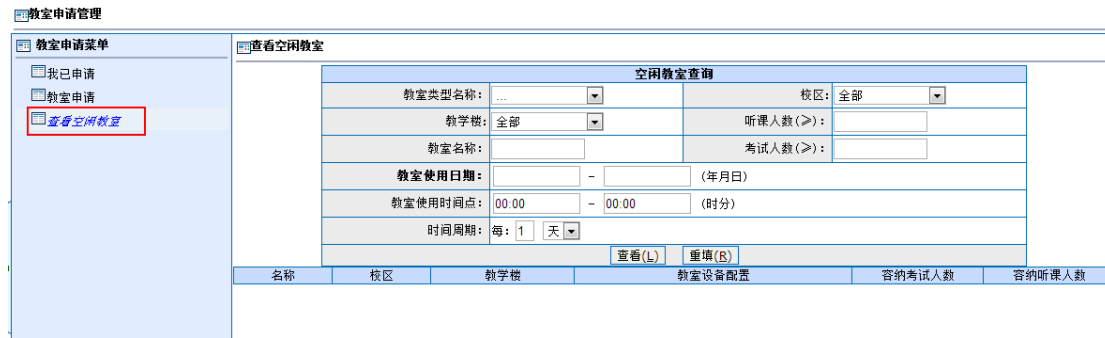 教室申请管理
教室申请菜单
我已申请
教室申请
查看空闲教室
查看空闲教室
空闲教室查询
教室类型名称： ... 校区： 全部
教学楼： 全部 听课人数(≥)：
教室名称： 考试人数(≥)：
教室使用日期： - (年月日)
教室使用时间点： 00:00 - 00:00 (时分)
时间周期： 每： 1 天
查看(L) 重填(R)
名称 校区 教学楼 教室设备配置 容纳考试人数 容纳听课人数